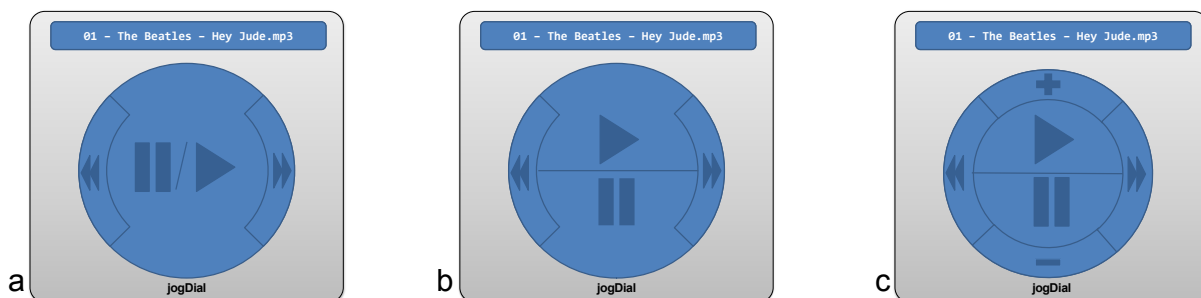 01 – The Beatles – Hey Jude.mp3
01 – The Beatles – Hey Jude.mp3
01 – The Beatles – Hey Jude.mp3
a
b
c
jogDial
jogDial
jogDial